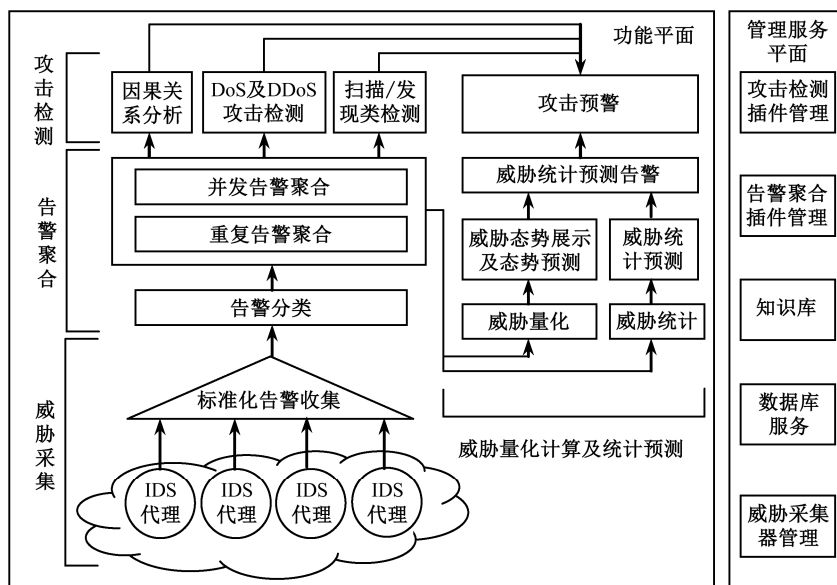 功能平面
攻击检测
因果关
系分析
DoS及DDoS
攻击检测
扫描/发
现类检测
攻击预警
告警聚合
并发告警聚合
重复告警聚合
告警分类
威胁统计预测告警
威胁态势展示
及态势预测
威胁统
计预测
威胁量化
威胁统计
威胁采集
标准化告警收集
IDS
代理
IDS
代理
IDS
代理
IDS
代理
威胁量化计算及统计预测
管理服务
平面
攻击检测
插件管理
告警聚合
插件管理
知识库
数据库
服务
威胁采集
器管理